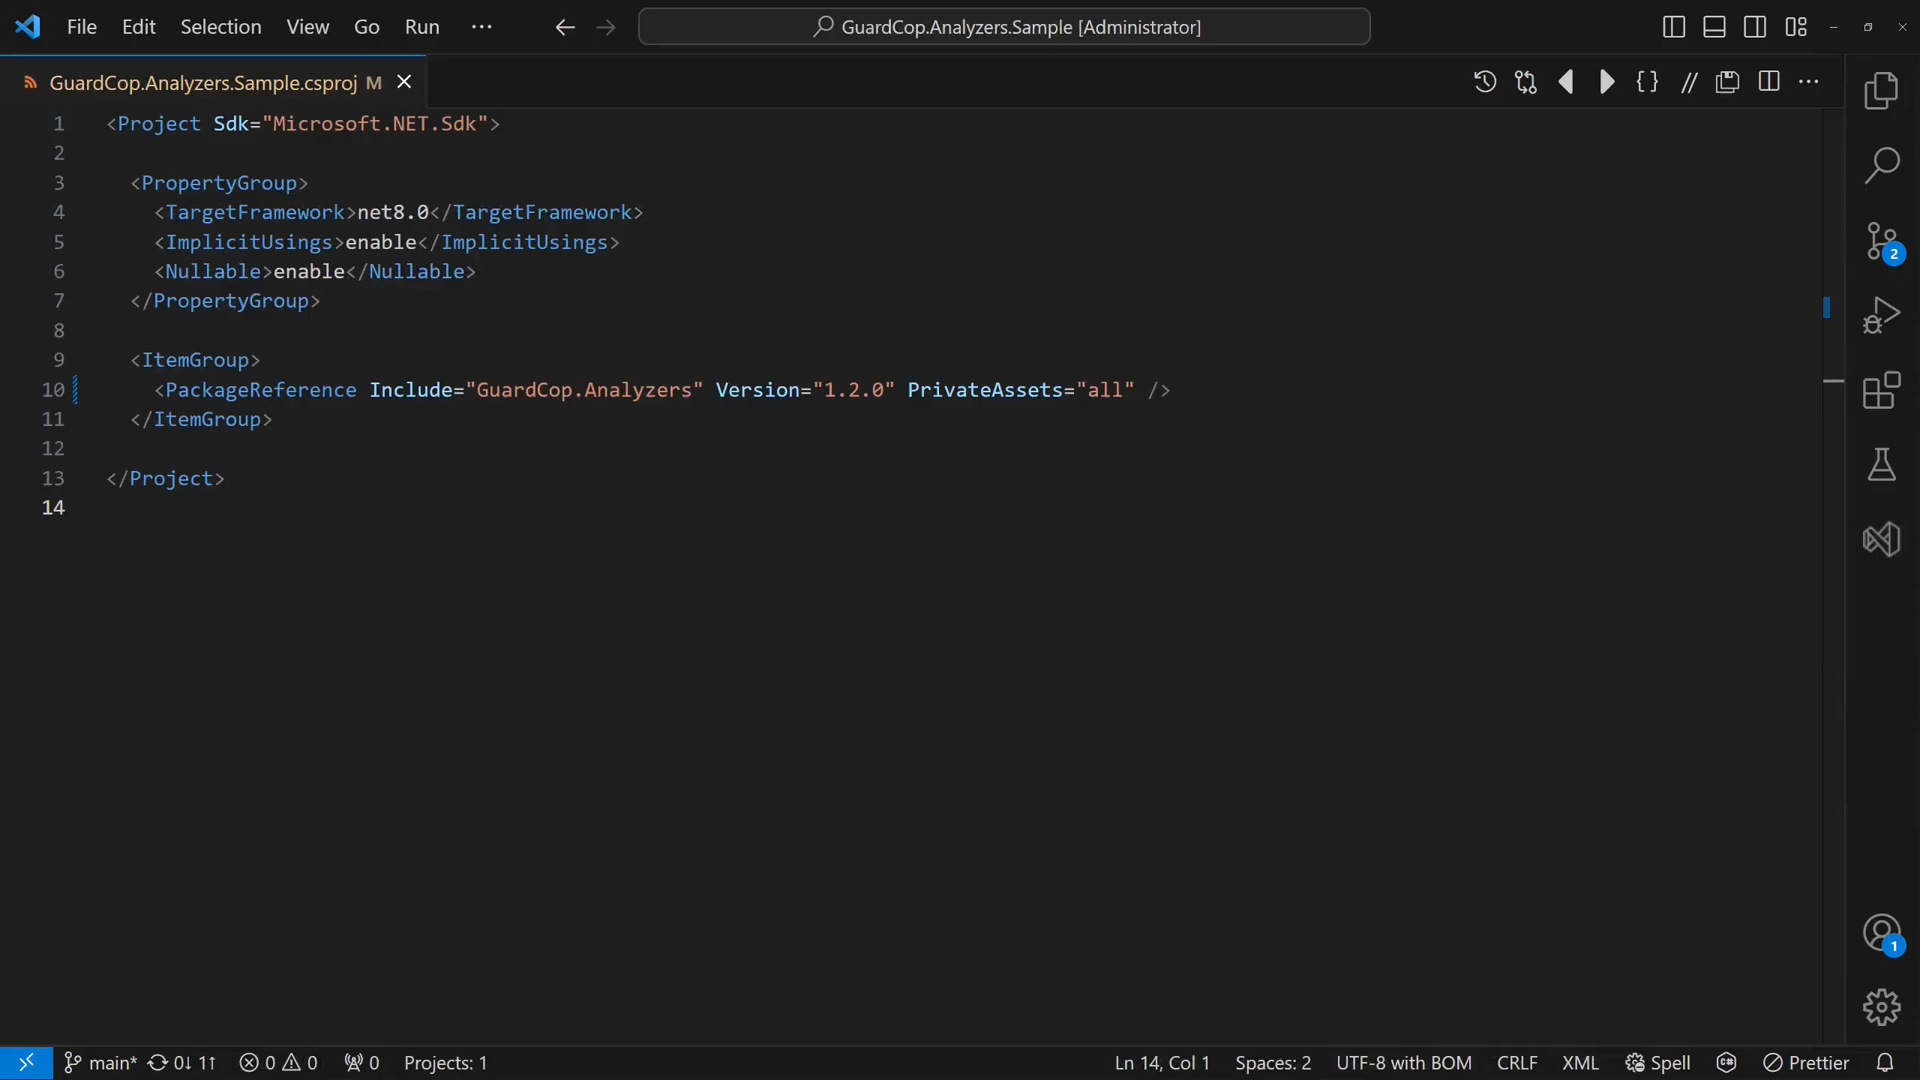 File Edit Selection View Go Run ···
GuardCop.Analyzers.Sample [Administrator]
GuardCop.Analyzers.Sample.csproj M
1 <Project Sdk="Microsoft.NET.Sdk">
2
3 <PropertyGroup>
4 <TargetFramework>net8.0</TargetFramework>
5 <ImplicitUsings>enable</ImplicitUsings>
6 <Nullable>enable</Nullable>
7 </PropertyGroup>
8
9 <ItemGroup>
10 <PackageReference Include="GuardCop.Analyzers" Version="1.2.0" PrivateAssets="all" />
11 </ItemGroup>
12
13 </Project>
14
2
1
main* 0↓ 1↑ 0 0 0 Projects: 1 Ln 14, Col 1 Spaces: 2 UTF-8 with BOM CRLF XML Spell Prettier